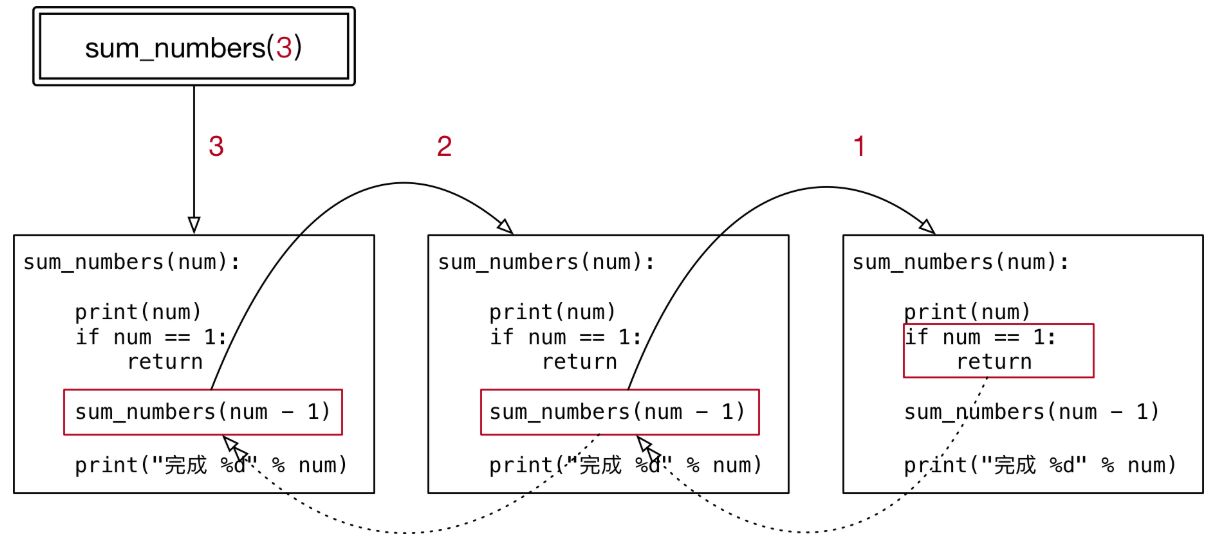 sum_numbers(3)
3
2
1
sum_numbers(num):
print(num)
if num == 1:
return
sum_numbers(num - 1)
print("完成 %d" % num)
sum_numbers(num):
print(num)
if num == 1:
return
sum_numbers(num - 1)
print("完成 %d" % num)
sum_numbers(num):
print(num)
if num == 1:
return
sum_numbers(num - 1)
print("完成 %d" % num)